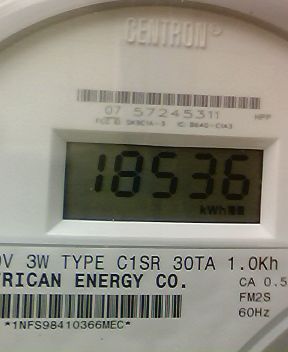 CENTRON®
07 57245311
HPP
18536
kWh
V 3W TYPE C1SR 30TA 1.0Kh
RICAN ENERGY CO.
CA 0.5
FM2S
*1NFS98410366MEC*
60Hz